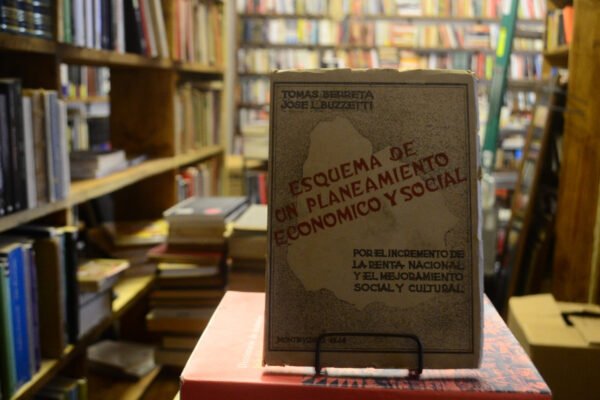 TOMAS BERRETA
JOSE L. BUZZETTI
ESQUEMA DE
UN PLANEAMIENTO
ECONOMICO Y SOCIAL
POR EL INCREMENTO DE
LA RENTA NACIONAL
Y EL MEJORAMIENTO
SOCIAL Y CULTURAL
MONTEVIDEO